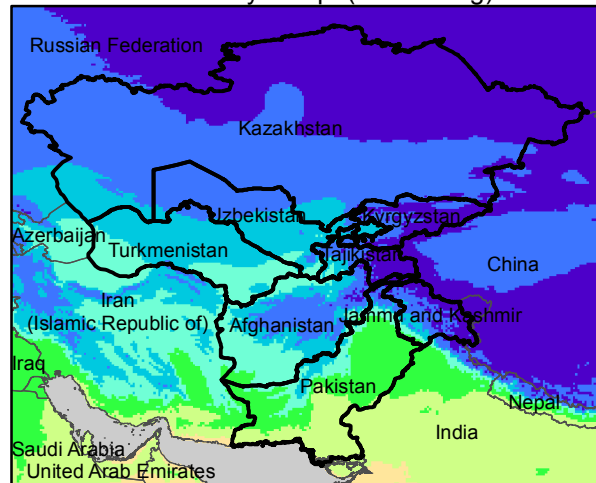 Russian Federation
Kazakhstan
Uzbekistan
Kyrgyzstan
Azerbaijan
Turkmenistan
Tajikistan
China
Iran
(Islamic Republic of)
Afghanistan
Jammu and Kashmir
Iraq
Pakistan
Nepal
India
Saudi Arabia
United Arab Emirates